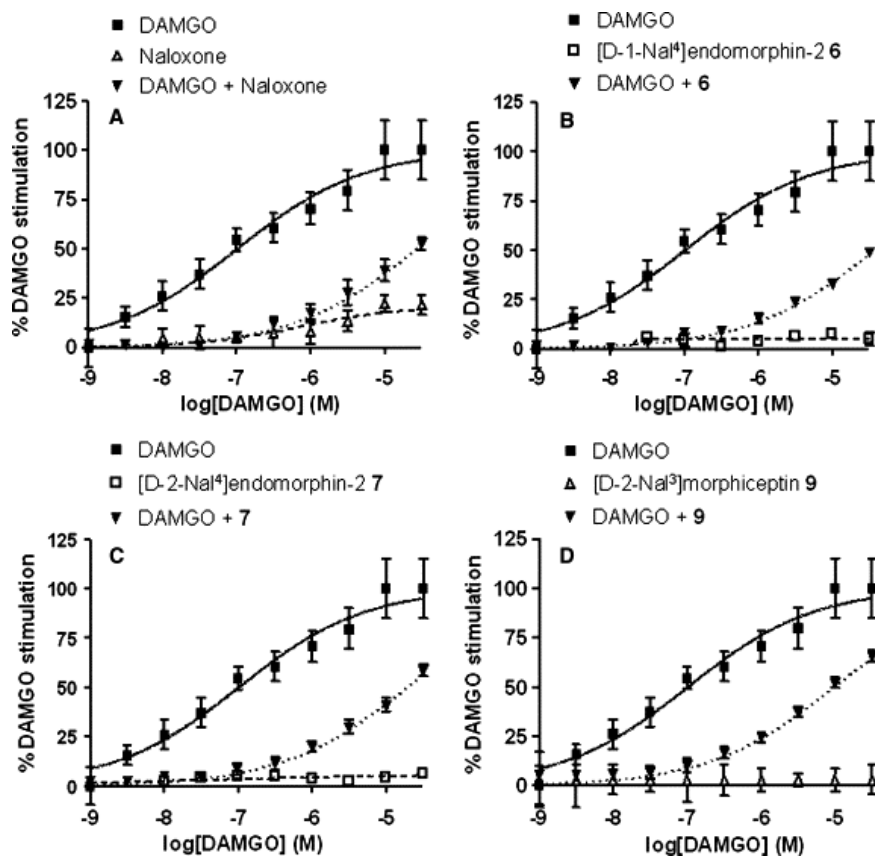 DAMGO
Naloxone
DAMGO + Naloxone
A
125
100
75
50
25
0
-9 -8 -7 -6 -5
% DAMGO stimulation
log[DAMGO] (M)
DAMGO
[D-1-Nal⁴]endomorphin-2 6
DAMGO + 6
B
125
100
75
50
25
0
-9 -8 -7 -6 -5
% DAMGO stimulation
log[DAMGO] (M)
DAMGO
[D-2-Nal⁴]endomorphin-2 7
DAMGO + 7
C
125
100
75
50
25
0
-9 -8 -7 -6 -5
% DAMGO stimulation
log[DAMGO] (M)
DAMGO
[D-2-Nal³]morphiceptin 9
DAMGO + 9
D
125
100
75
50
25
0
-9 -8 -7 -6 -5
% DAMGO stimulation
log[DAMGO] (M)